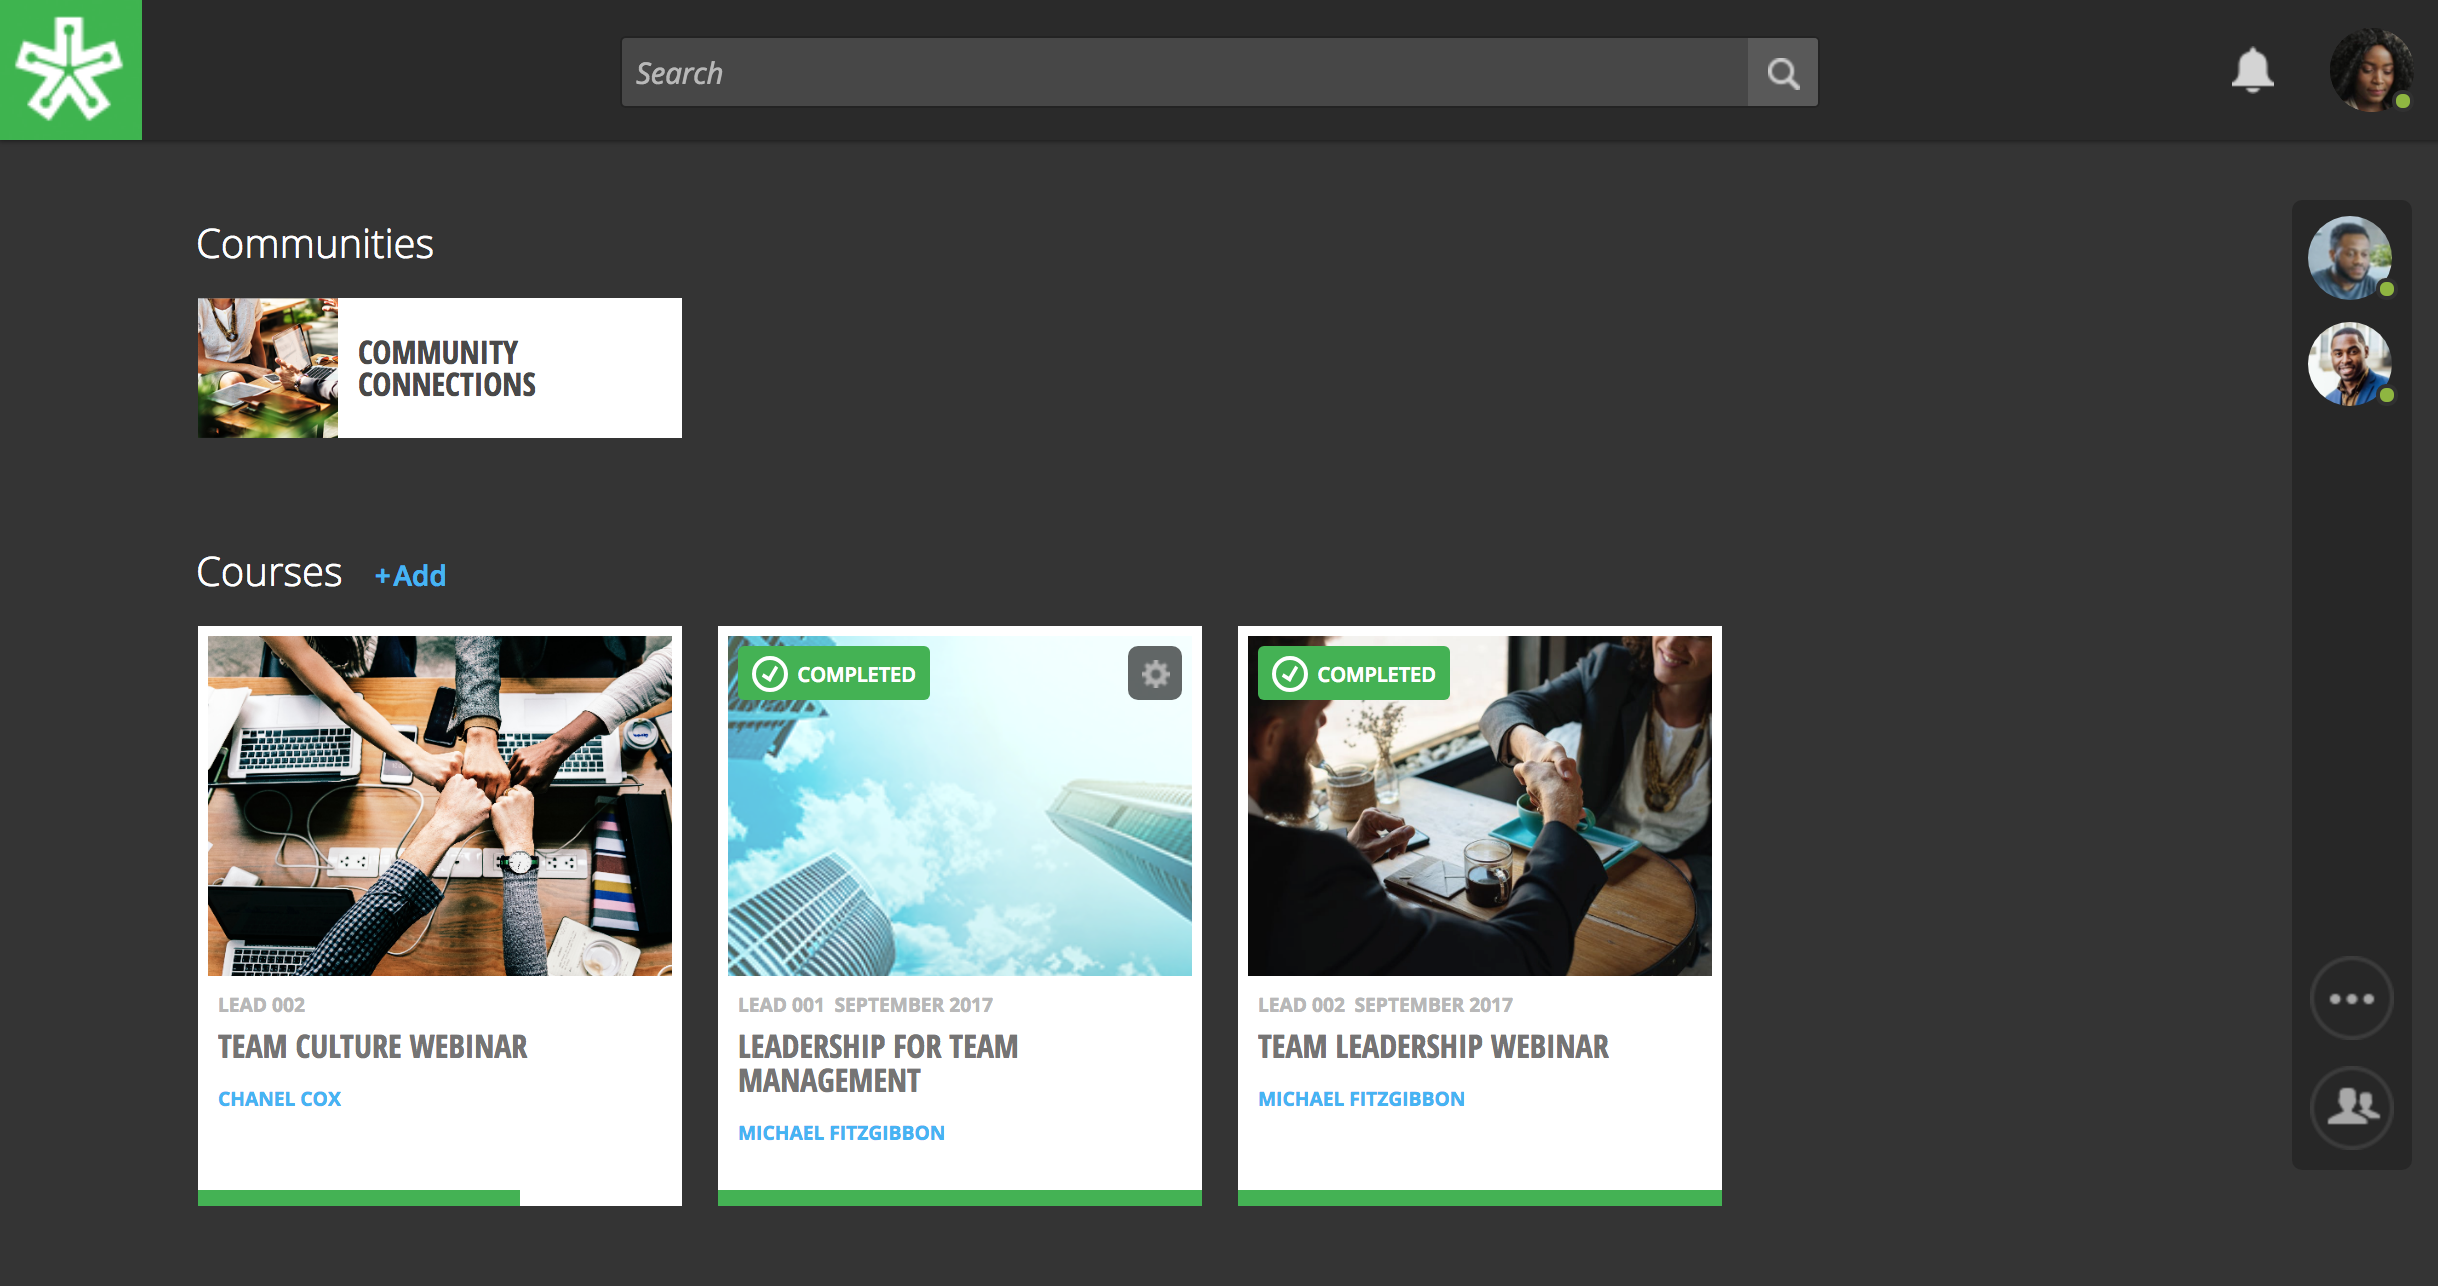 Search
Communities
COMMUNITY
CONNECTIONS
Courses +Add
COMPLETED
COMPLETED
LEAD 002
TEAM CULTURE WEBINAR
CHANEL COX
LEAD 001 SEPTEMBER 2017
LEADERSHIP FOR TEAM
MANAGEMENT
MICHAEL FITZGIBBON
LEAD 002 SEPTEMBER 2017
TEAM LEADERSHIP WEBINAR
MICHAEL FITZGIBBON